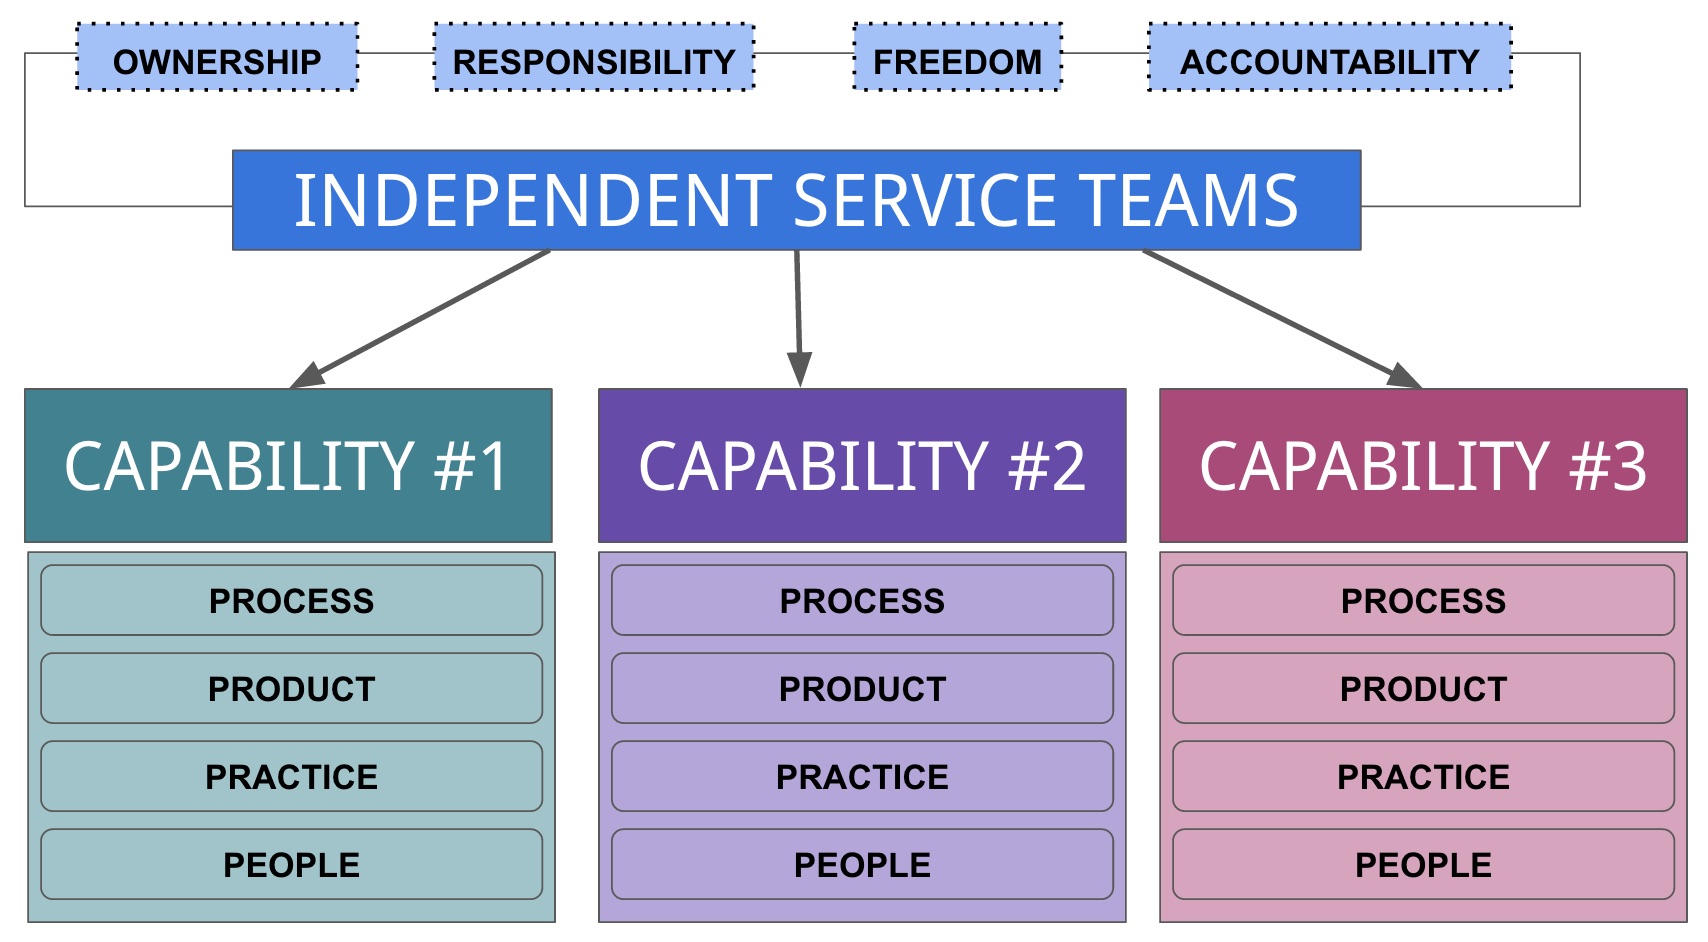 OWNERSHIP RESPONSIBILITY FREEDOM ACCOUNTABILITY
INDEPENDENT SERVICE TEAMS
CAPABILITY #1 CAPABILITY #2 CAPABILITY #3
PROCESS PROCESS PROCESS
PRODUCT PRODUCT PRODUCT
PRACTICE PRACTICE PRACTICE
PEOPLE PEOPLE PEOPLE